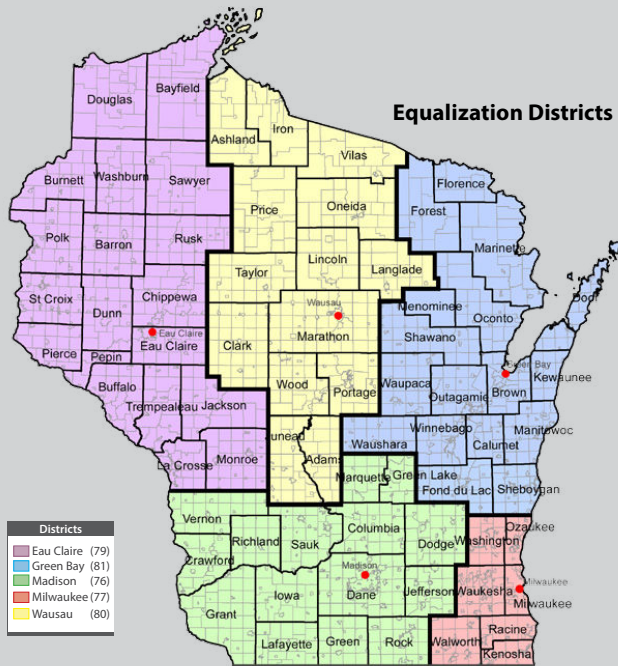 Equalization Districts
Bayfield
Douglas
Ashland
Iron
Vilas
Washburn
Burnett
Sawyer
Florence
Forest
Price
Oneida
Polk
Barron
Rusk
Marinette
Lincoln
Taylor
Langlade
St Croix
Chippewa
Dunn
Wausau
Menominee
Oconto
Door
Eau Claire
Marathon
Shawano
Clark
Eau Claire
Pierce
Pepin
Green Bay
Kewaunee
Buffalo
Wood
Portage
Waupaca
Outagamie
Brown
Trempealeau
Jackson
Winnebago
Manitowoc
Juneau
Waushara
Calumet
La Crosse
Monroe
Adams
Marquette
Green Lake
Fond du Lac
Sheboygan
Vernon
Richland
Sauk
Columbia
Dodge
Washington
Ozaukee
Crawford
Madison
Dane
Iowa
Jefferson
Waukesha
Milwaukee
Milwaukee
Grant
Lafayette
Green
Rock
Walworth
Racine
Kenosha
Districts
Eau Claire (79)
Green Bay (81)
Madison (76)
Milwaukee (77)
Wausau (80)